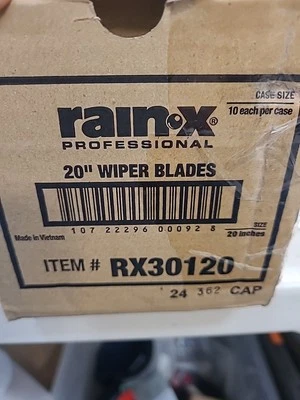 CASE SIZE
10 each per case
rain-x®
PROFESSIONAL
20" WIPER BLADES
107 22296 00092 8
Made in Vietnam
SIZE
20 inches
ITEM # RX30120
24 362 CAP